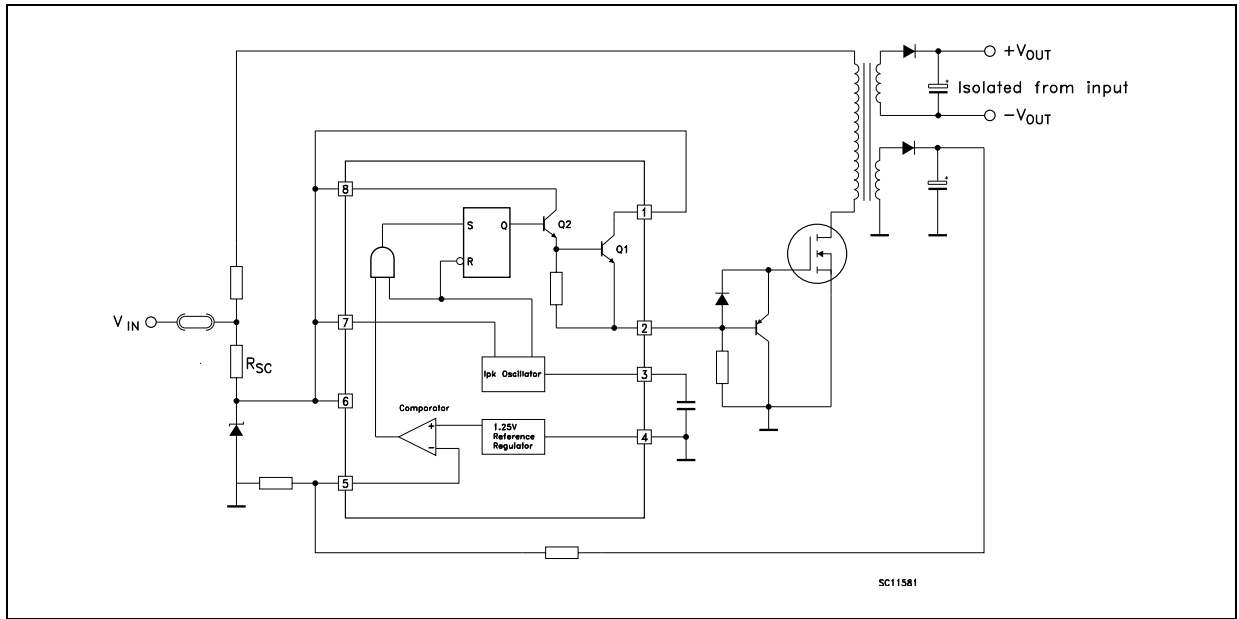 +VOUT
Isolated from input
-VOUT
8
1
S
Q
Q2
Q1
R
VIN
7
2
RSC
Ipk Oscillator
3
6
Comparator
+
-
1.25V
Reference
Regulator
4
5
SC11581